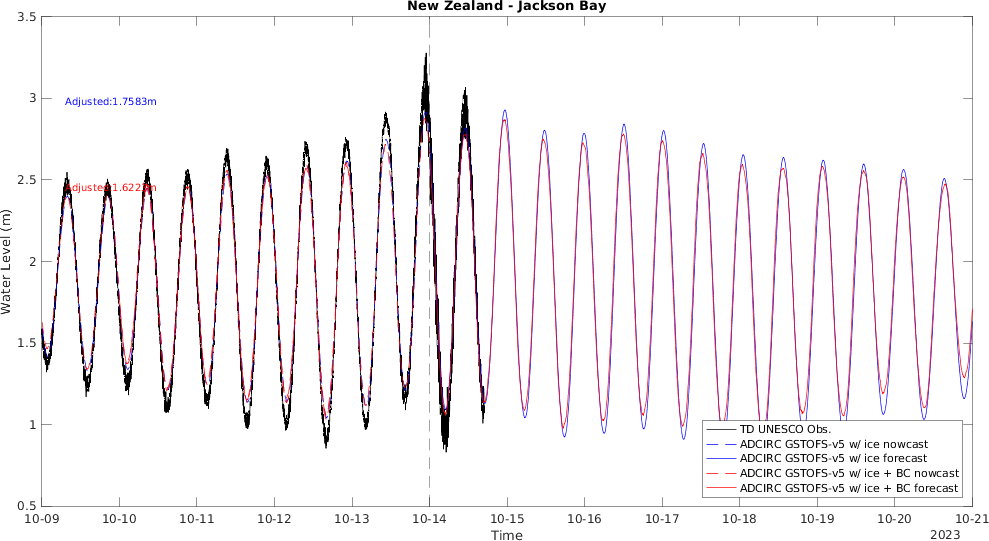 New Zealand - Jackson Bay
3.5
3
2.5
2
1.5
1
0.5
Water Level (m)
Adjusted:1.7583m
Adjusted:1.622
TD UNESCO Obs.
ADCIRC GSTOFS-v5 w/ ice nowcast
ADCIRC GSTOFS-v5 w/ ice forecast
ADCIRC GSTOFS-v5 w/ ice + BC nowcast
ADCIRC GSTOFS-v5 w/ ice + BC forecast
10-09 10-10 10-11 10-12 10-13 10-14 10-15 10-16 10-17 10-18 10-19 10-20 10-21
Time
2023